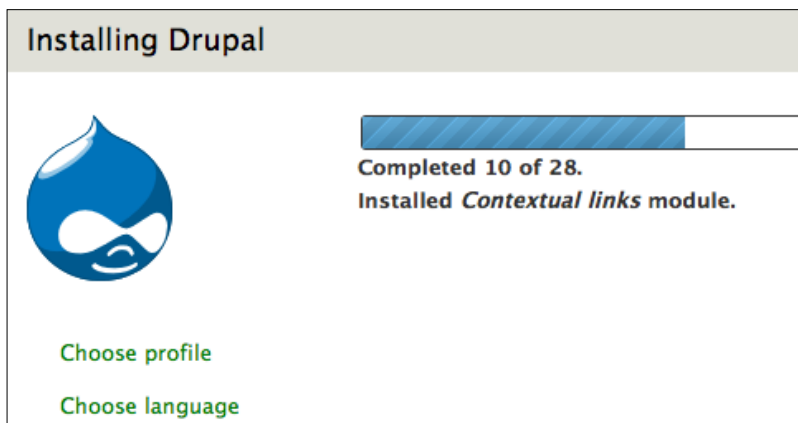 Installing Drupal
Completed 10 of 28.
Installed Contextual links module.
Choose profile
Choose language